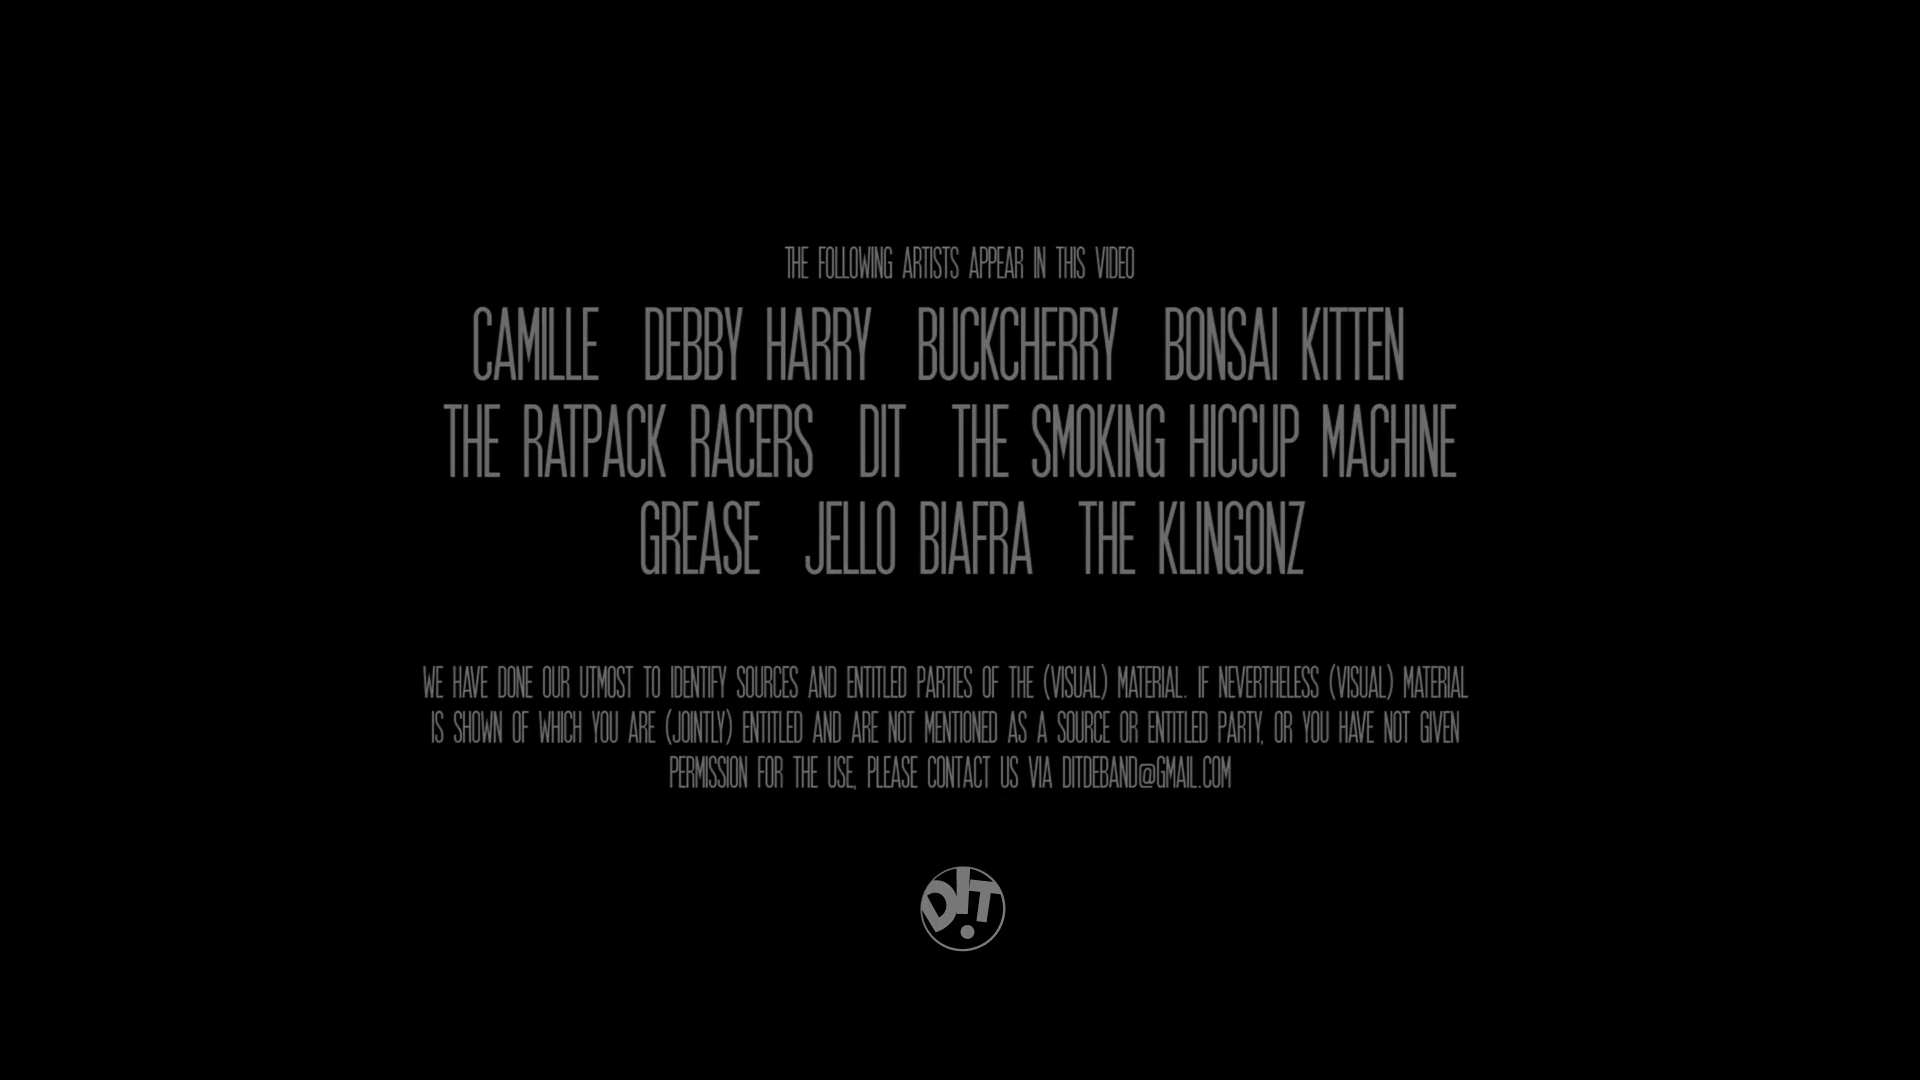 THE FOLLOWING ARTISTS APPEAR IN THIS VIDEO
CAMILLE DEBBY HARRY BUCKCHERRY BONSAI KITTEN
THE RATPACK RACERS DIT THE SMOKING HICCUP MACHINE
GREASE JELLO BIAFRA THE KLINGONZ
WE HAVE DONE OUR UTMOST TO IDENTIFY SOURCES AND ENTITLED PARTIES OF THE (VISUAL) MATERIAL. IF NEVERTHELESS (VISUAL) MATERIAL
IS SHOWN OF WHICH YOU ARE (JOINTLY) ENTITLED AND ARE NOT MENTIONED AS A SOURCE OR ENTITLED PARTY, OR YOU HAVE NOT GIVEN
PERMISSION FOR THE USE, PLEASE CONTACT US VIA DITDEBAND@GMAIL.COM
D!T